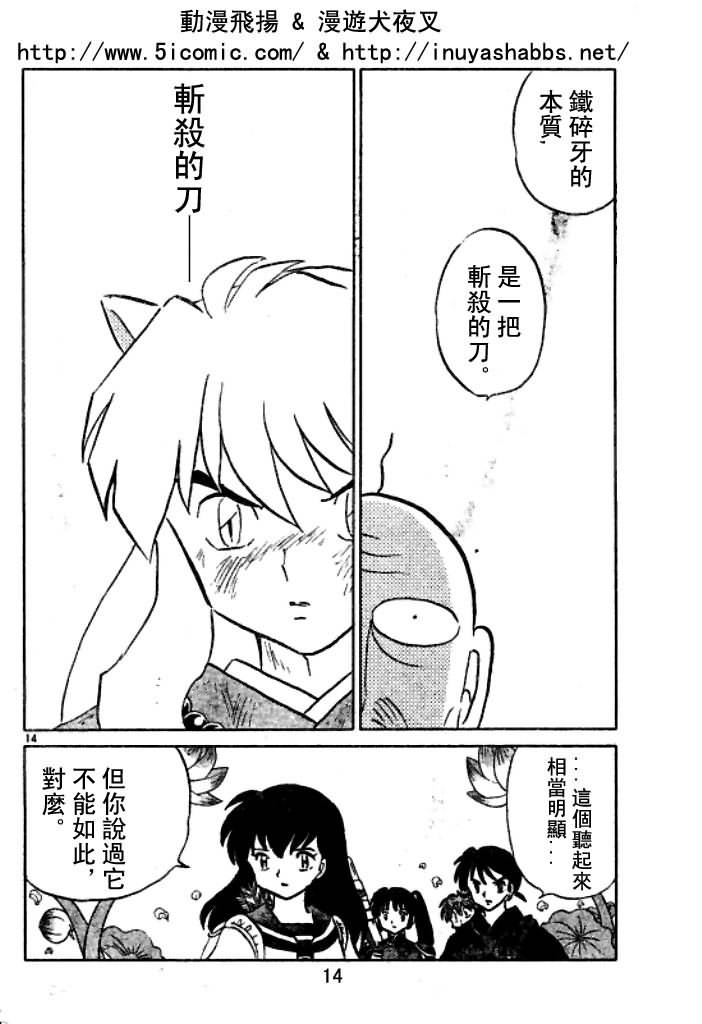 動漫飛揚 & 漫遊犬夜叉
http://www.5icomic.com/ & http://inuyashabbs.net/
鐵碎牙的
本質,
是一把
斬殺的刀。
斬殺的刀——
14
…這個聽起來
相當明顯…
但你說過它
不能如此,
對麼。
14